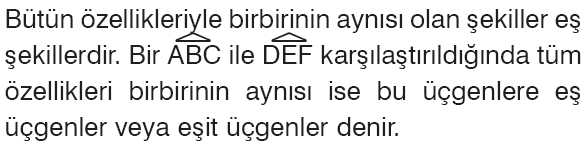 Bütün özellikleriyle birbirinin aynısı olan şekiller eş
şekillerdir. Bir ABC ile DEF karşılaştırıldığında tüm
özellikleri birbirinin aynısı ise bu üçgenlere eş
üçgenler veya eşit üçgenler denir.